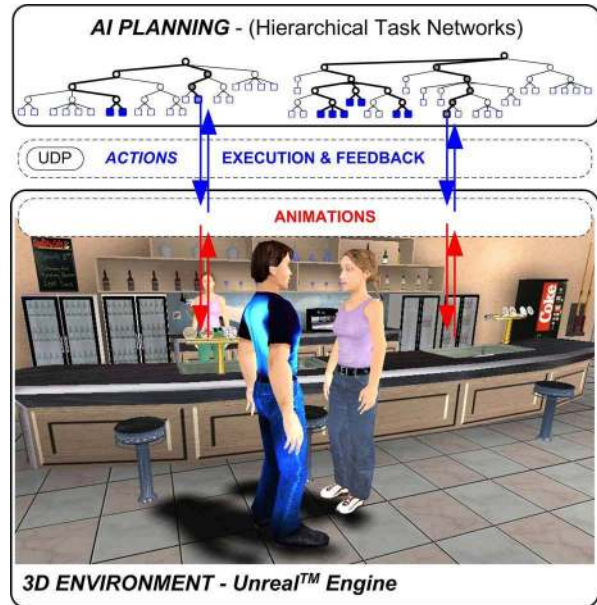 AI PLANNING - (Hierarchical Task Networks)
UDP ACTIONS EXECUTION & FEEDBACK
ANIMATIONS
Coke
3D ENVIRONMENT - Unreal™ Engine